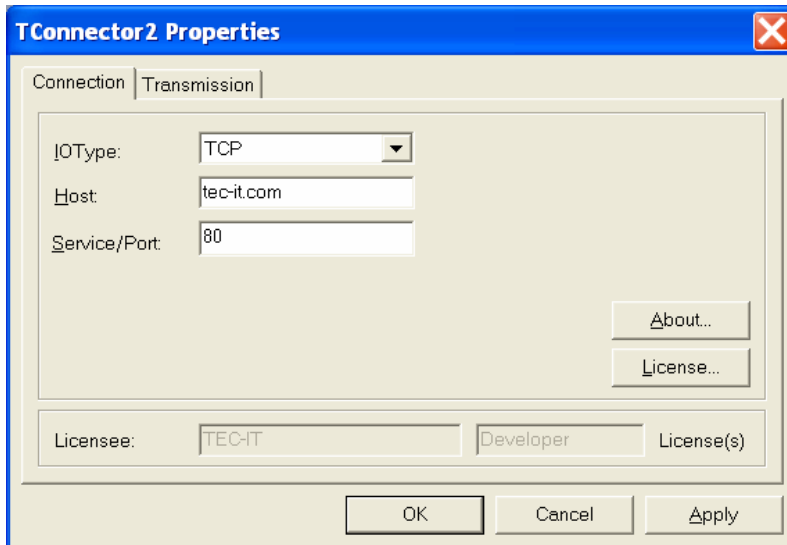 TConnector2 Properties
Connection Transmission
IOType: TCP
Host: tec-it.com
Service/Port: 80
About...
License...
Licensee: TEC-IT Developer License(s)
OK Cancel Apply